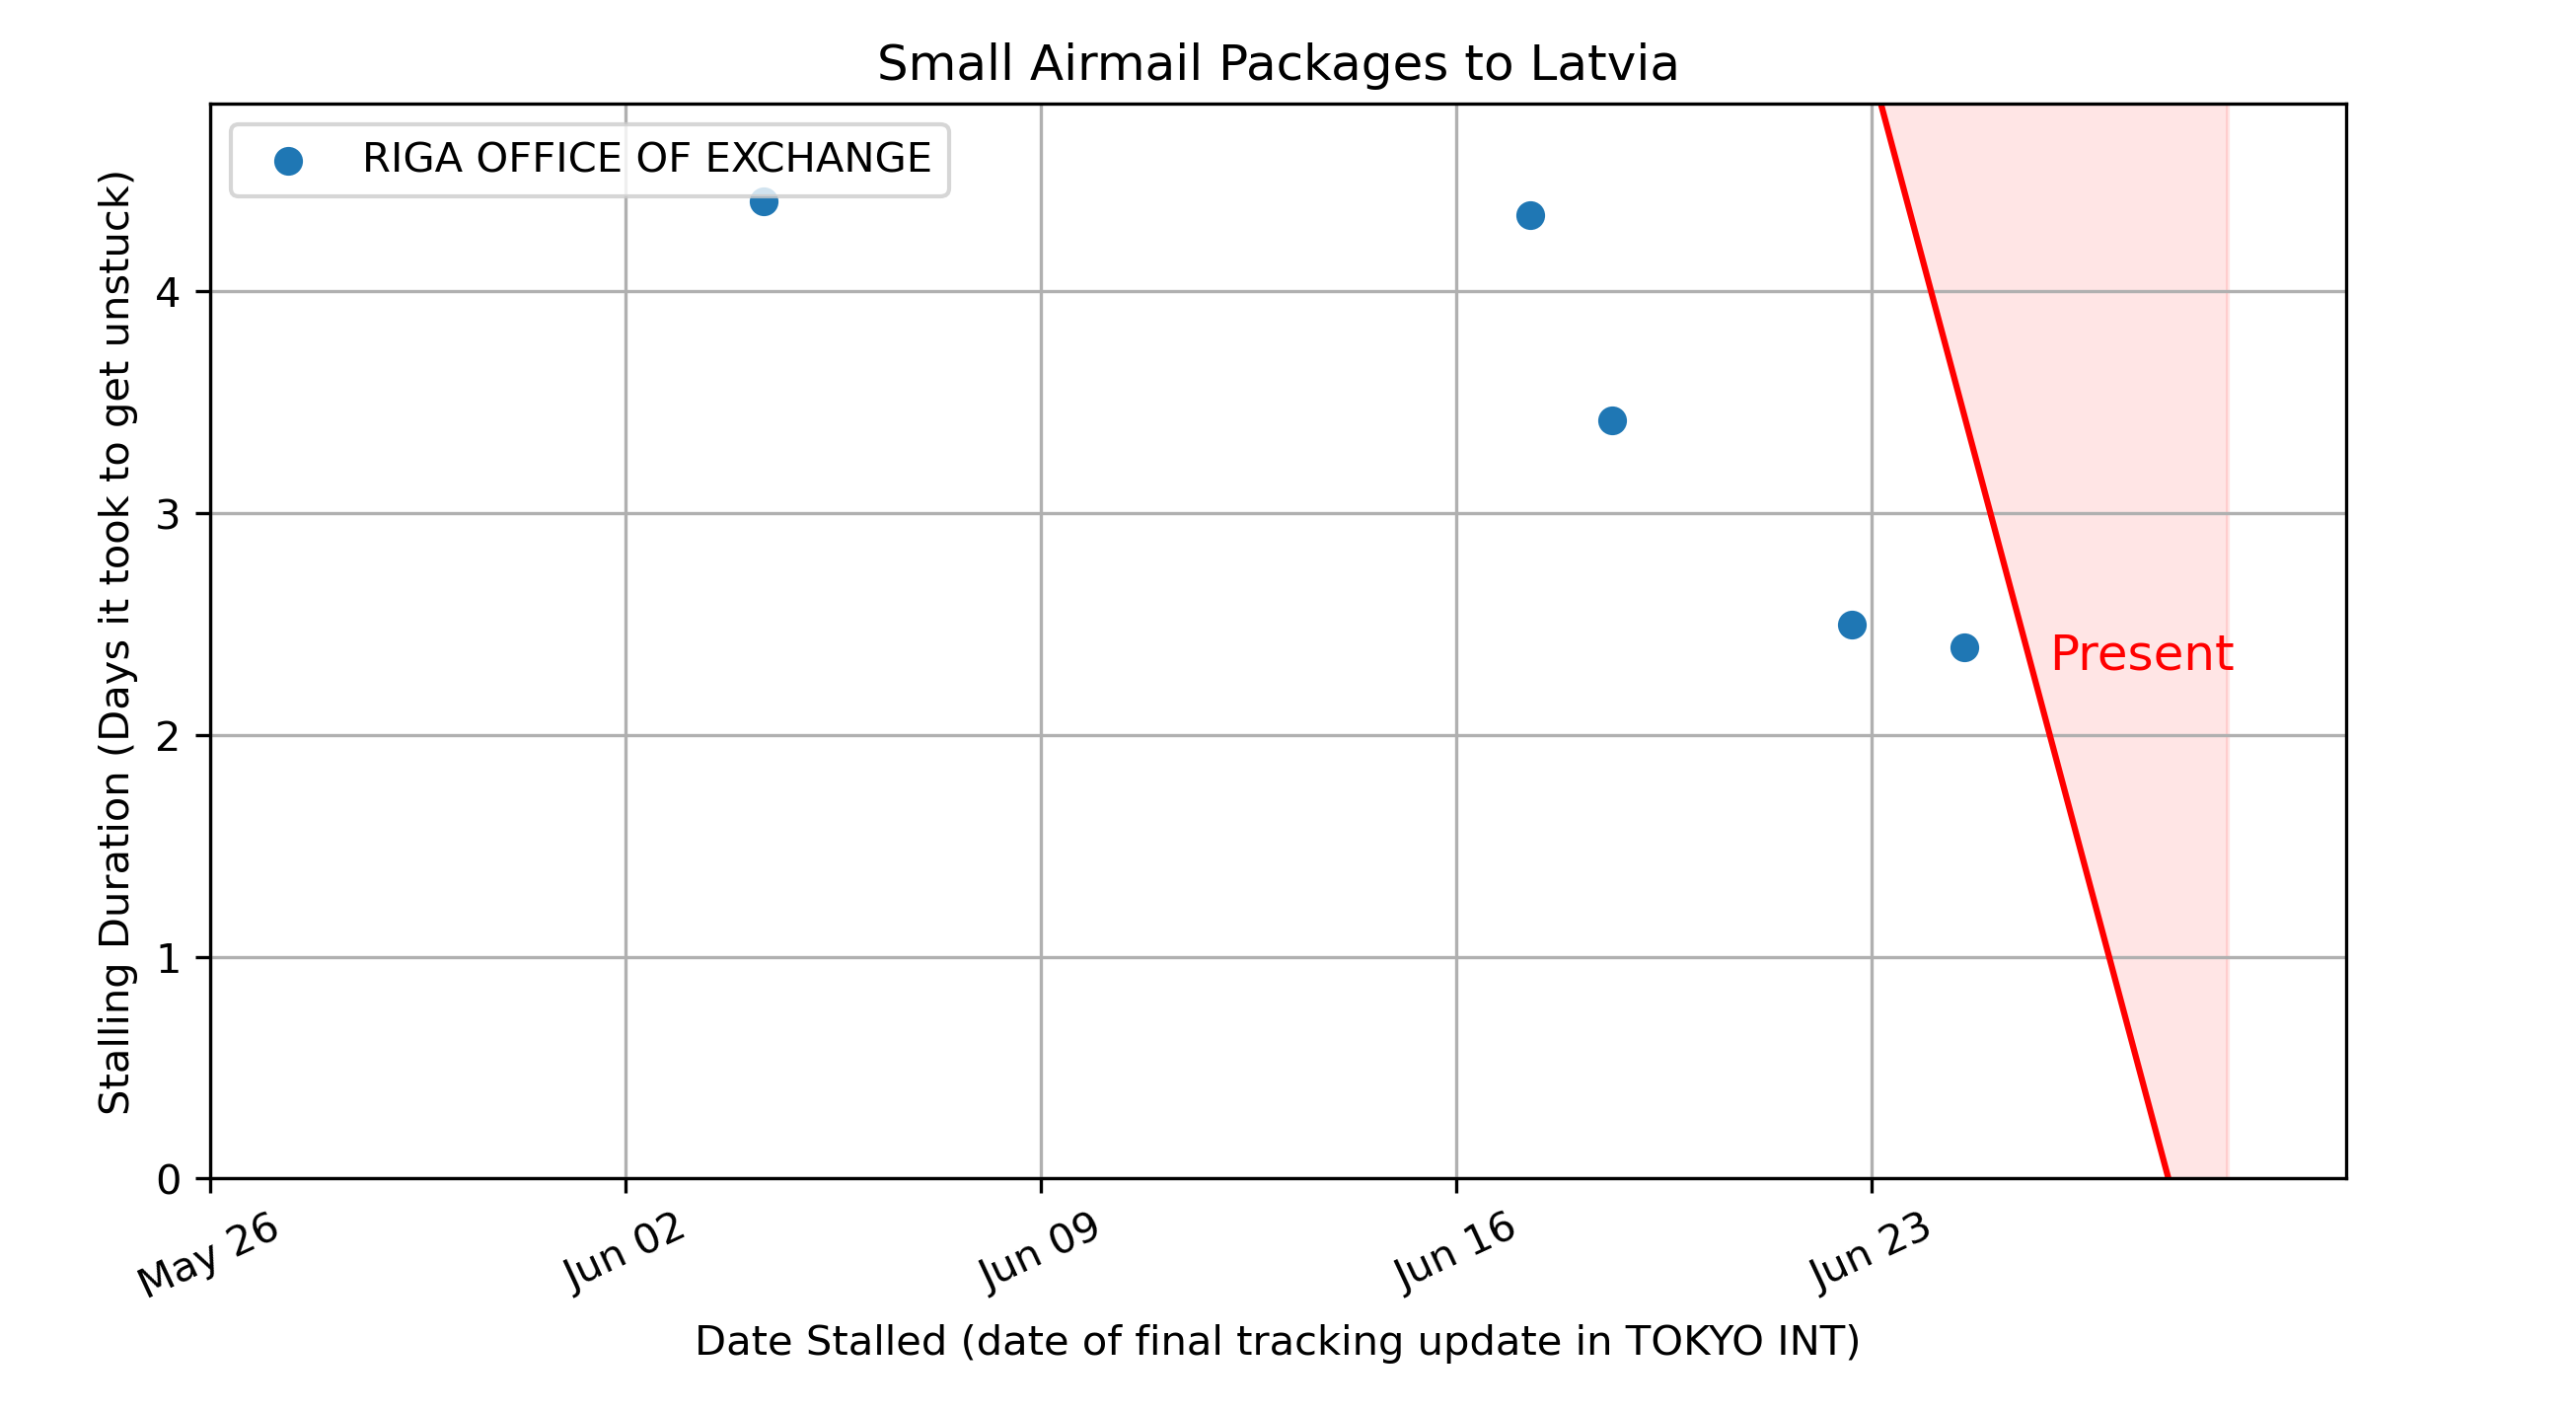 Small Airmail Packages to Latvia
RIGA OFFICE OF EXCHANGE
Stalling Duration (Days it took to get unstuck)
4
3
2
1
0
Present
May 26
Jun 02
Jun 09
Jun 16
Jun 23
Date Stalled (date of final tracking update in TOKYO INT)